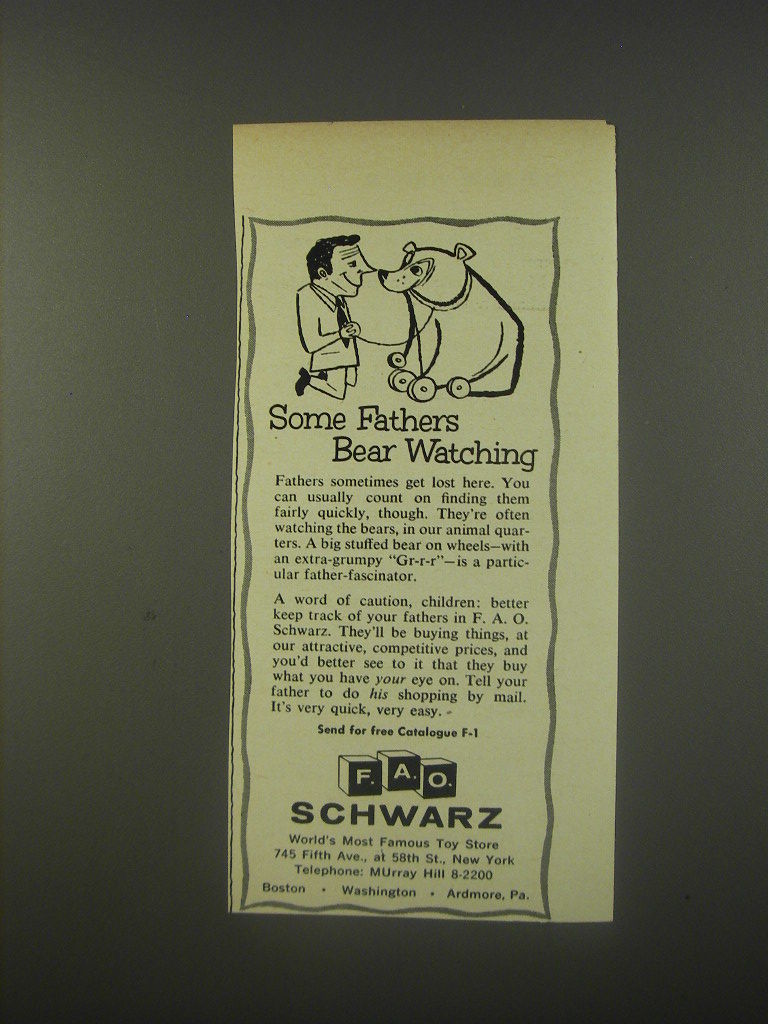 Some Fathers
Bear Watching
Fathers sometimes get lost here. You
can usually count on finding them
fairly quickly, though. They're often
watching the bears, in our animal quar-
ters. A big stuffed bear on wheels—with
an extra-grumpy "Gr-r-r"—is a partic-
ular father-fascinator.
A word of caution, children: better
keep track of your fathers in F. A. O.
Schwarz. They'll be buying things, at
our attractive, competitive prices, and
you'd better see to it that they buy
what you have your eye on. Tell your
father to do his shopping by mail.
It's very quick, very easy.
Send for free Catalogue F-1
F. A. O.
SCHWARZ
World's Most Famous Toy Store
745 Fifth Ave., at 58th St., New York
Telephone: MUrray Hill 8-2200
Boston • Washington • Ardmore, Pa.